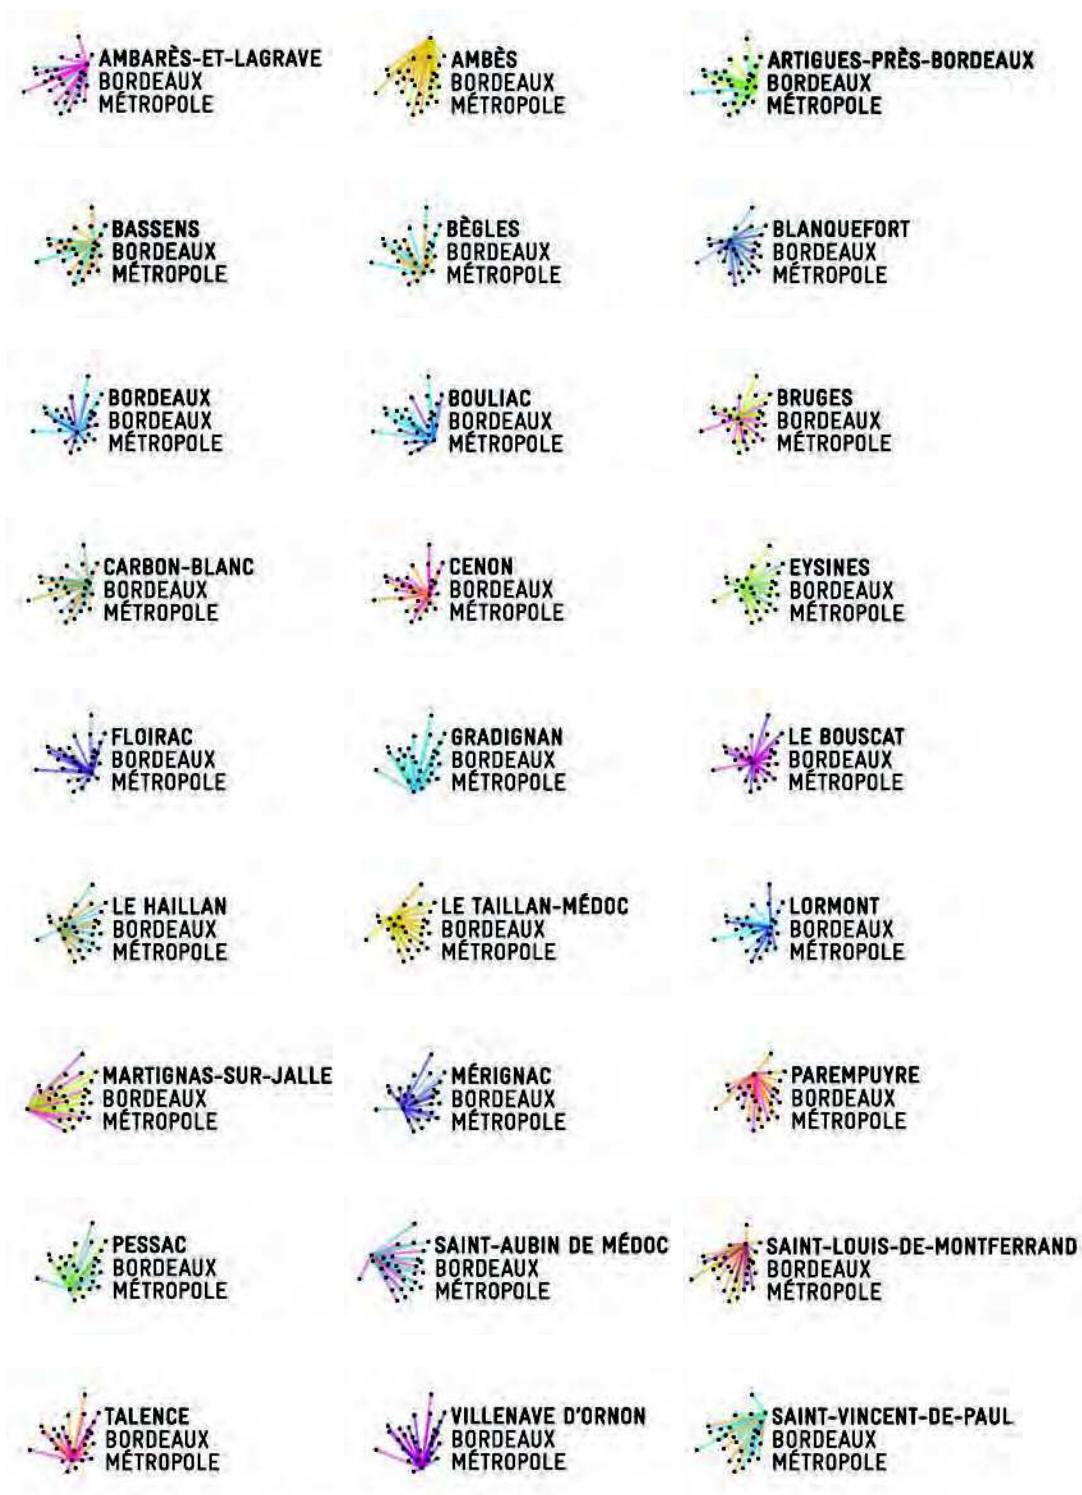 AMBARÈS-ET-LAGRAVE
BORDEAUX
MÉTROPOLE
AMBÈS
BORDEAUX
MÉTROPOLE
ARTIGUES-PRÈS-BORDEAUX
BORDEAUX
MÉTROPOLE
BASSENS
BORDEAUX
MÉTROPOLE
BÈGLES
BORDEAUX
MÉTROPOLE
BLANQUEFORT
BORDEAUX
MÉTROPOLE
BORDEAUX
BORDEAUX
MÉTROPOLE
BOULIAC
BORDEAUX
MÉTROPOLE
BRUGES
BORDEAUX
MÉTROPOLE
CARBON-BLANC
BORDEAUX
MÉTROPOLE
CENON
BORDEAUX
MÉTROPOLE
EYSINES
BORDEAUX
MÉTROPOLE
FLOIRAC
BORDEAUX
MÉTROPOLE
GRADIGNAN
BORDEAUX
MÉTROPOLE
LE BOUSCAT
BORDEAUX
MÉTROPOLE
LE HAILLAN
BORDEAUX
MÉTROPOLE
LE TAILLAN-MÉDOC
BORDEAUX
MÉTROPOLE
LORMONT
BORDEAUX
MÉTROPOLE
MARTIGNAS-SUR-JALLE
BORDEAUX
MÉTROPOLE
MÉRIGNAC
BORDEAUX
MÉTROPOLE
PAREMPUYRE
BORDEAUX
MÉTROPOLE
PESSAC
BORDEAUX
MÉTROPOLE
SAINT-AUBIN DE MÉDOC
BORDEAUX
MÉTROPOLE
SAINT-LOUIS-DE-MONTFERRAND
BORDEAUX
MÉTROPOLE
TALENCE
BORDEAUX
MÉTROPOLE
VILLENAVE D'ORNON
BORDEAUX
MÉTROPOLE
SAINT-VINCENT-DE-PAUL
BORDEAUX
MÉTROPOLE